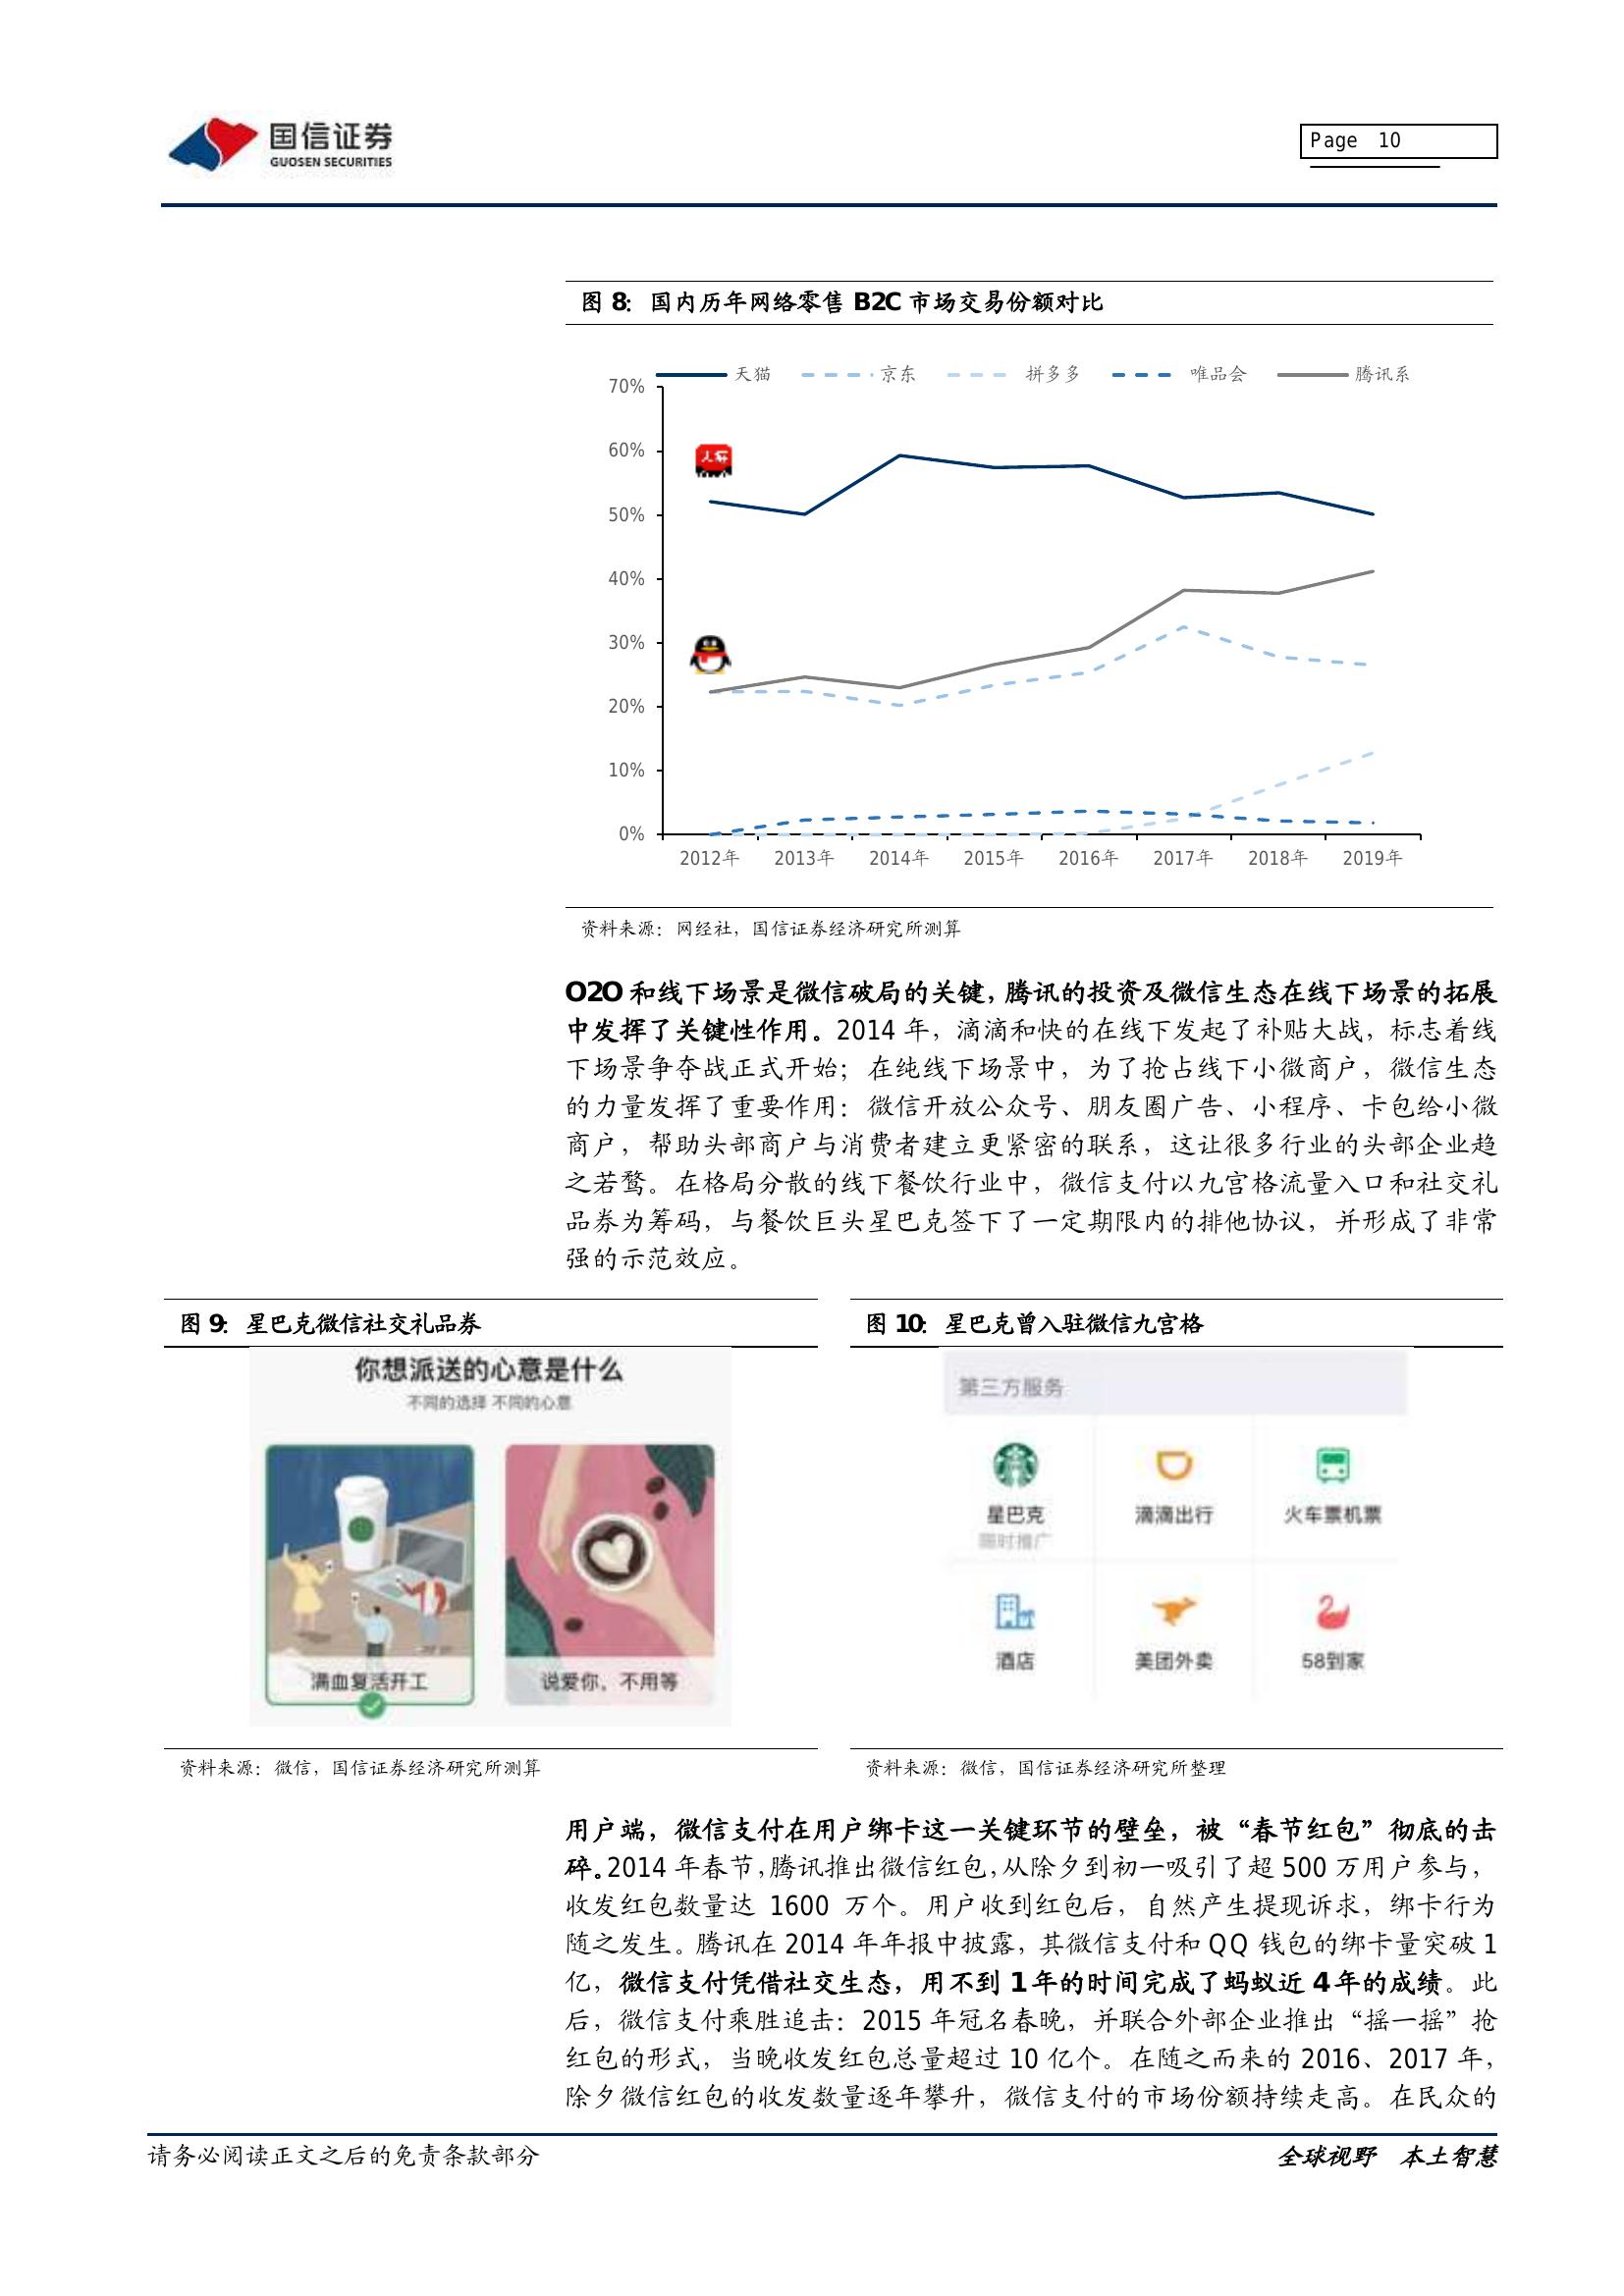 国信证券
GUOSEN SECURITIES
Page 10
图 8：国内历年网络零售 B2C 市场交易份额对比
天猫 京东 拼多多 唯品会 腾讯系
70%
60%
50%
40%
30%
20%
10%
0%
2012年 2013年 2014年 2015年 2016年 2017年 2018年 2019年
资料来源：网经社，国信证券经济研究所测算
O2O 和线下场景是微信破局的关键，腾讯的投资及微信生态在线下场景的拓展
中发挥了关键性作用。2014 年，滴滴和快的在线下发起了补贴大战，标志着线
下场景争夺战正式开始；在纯线下场景中，为了抢占线下小微商户，微信生态
的力量发挥了重要作用：微信开放公众号、朋友圈广告、小程序、卡包给小微
商户，帮助头部商户与消费者建立更紧密的联系，这让很多行业的头部企业趋
之若鹜。在格局分散的线下餐饮行业中，微信支付以九宫格流量入口和社交礼
品券为筹码，与餐饮巨头星巴克签下了一定期限内的排他协议，并形成了非常
强的示范效应。
图 9：星巴克微信社交礼品券
你想派送的心意是什么
不同的选择 不同的心意
满血复活开工 说爱你，不用等
资料来源：微信，国信证券经济研究所测算
图 10：星巴克曾入驻微信九宫格
第三方服务
星巴克 滴滴出行 火车票机票
限时推广
酒店 美团外卖 58到家
资料来源：微信，国信证券经济研究所整理
用户端，微信支付在用户绑卡这一关键环节的壁垒，被“春节红包”彻底的击
碎。2014 年春节，腾讯推出微信红包，从除夕到初一吸引了超 500 万用户参与，
收发红包数量达 1600 万个。用户收到红包后，自然产生提现诉求，绑卡行为
随之发生。腾讯在 2014 年年报中披露，其微信支付和 QQ 钱包的绑卡量突破 1
亿，微信支付凭借社交生态，用不到 1 年的时间完成了蚂蚁近 4 年的成绩。此
后，微信支付乘胜追击：2015 年冠名春晚，并联合外部企业推出“摇一摇”抢
红包的形式，当晚收发红包总量超过 10 亿个。在随之而来的 2016、2017 年，
除夕微信红包的收发数量逐年攀升，微信支付的市场份额持续走高。在民众的
请务必阅读正文之后的免责条款部分
全球视野 本土智慧